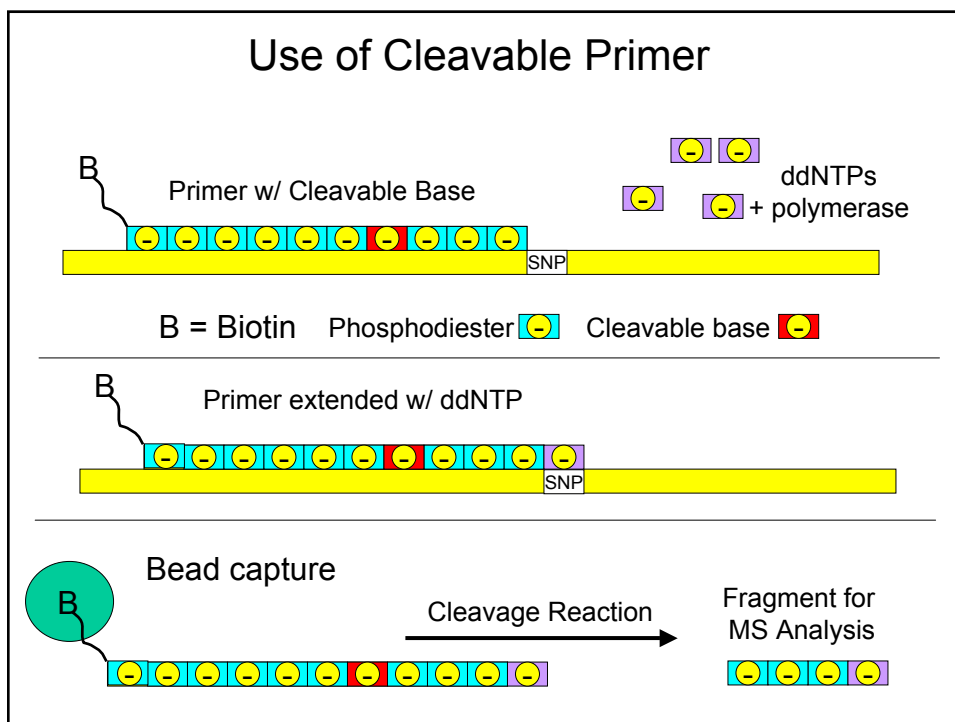 Use of Cleavable Primer
B
Primer w/ Cleavable Base
ddNTPs
+ polymerase
SNP
B = Biotin Phosphodiester - Cleavable base -
B
Primer extended w/ ddNTP
SNP
Bead capture
B
Cleavage Reaction
Fragment for
MS Analysis